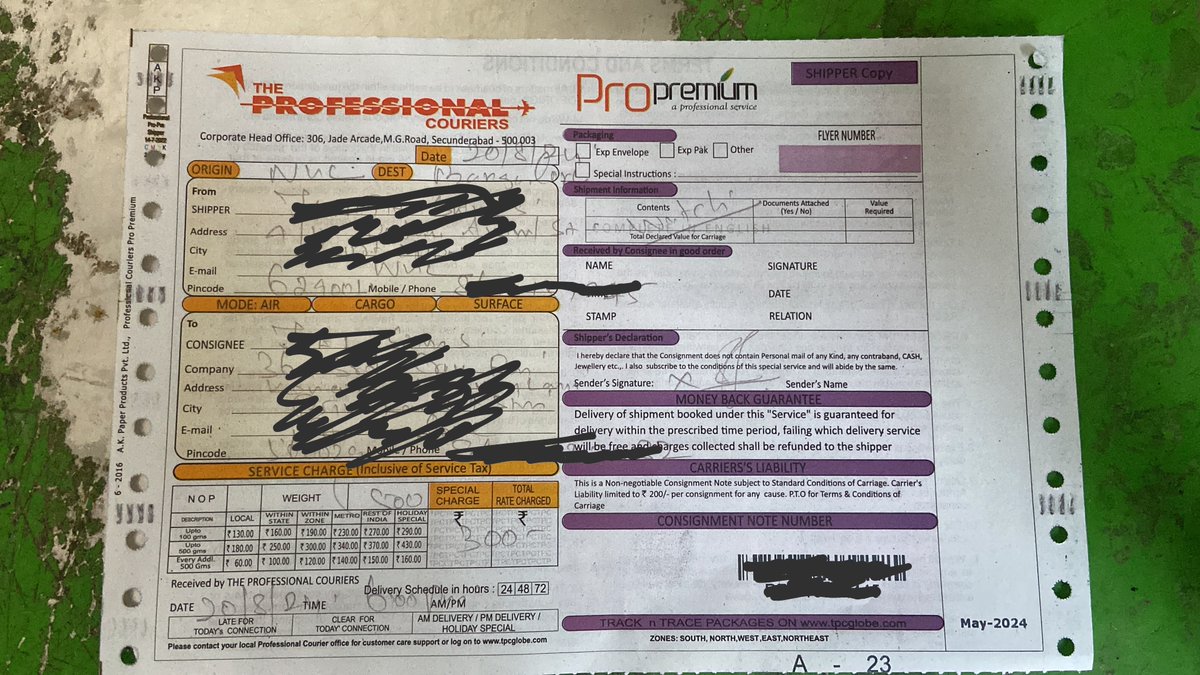 THE
PROFESSIONAL
COURIERS
Corporate Head Office: 306, Jade Arcade,M.G.Road, Secunderabad - 500 003
Propremium
a professional service
SHIPPER Copy
AKP
6 - 2016 A.K. Paper Products Pvt. Ltd., Professional Couriers Pro Premium
Date 20/8/24
ORIGIN NHC DEST
From
SHIPPER
Address
City
E-mail
Pincode Mobile / Phone
MODE: AIR CARGO SURFACE
To
CONSIGNEE
Company
Address
City
E-mail
Pincode Mobile / Phone
SERVICE CHARGE (Inclusive of Service Tax)
N O P WEIGHT SPECIAL CHARGE TOTAL RATE CHARGED
DESCRIPTION LOCAL WITHIN STATE WITHIN ZONE METRO REST OF INDIA HOLIDAY SPECIAL ₹ ₹
Upto 100 gms ₹130.00 ₹160.00 ₹190.00 ₹230.00 ₹270.00 ₹290.00
Upto 500 gms ₹180.00 ₹250.00 ₹300.00 ₹340.00 ₹370.00 ₹430.00
Every Addl. 500 Gms ₹ 60.00 ₹100.00 ₹120.00 ₹140.00 ₹150.00 ₹160.00
300-
Received by THE PROFESSIONAL COURIERS
Delivery Schedule in hours : 24 48 72
DATE 20/8/2 TIME 6:00 AM/PM
LATE FOR TODAY's CONNECTION CLEAR FOR TODAY' CONNECTION AM DELIVERY / PM DELIVERY / HOLIDAY SPECIAL
Please contact your local Professional Courier office for customer care support or log on to www.tpcglobe.com
Packaging
Exp Envelope Exp Pak Other
Special Instructions :
FLYER NUMBER
Shipment Information
Contents Documents Attached (Yes / No) Value Required
Total Declared Value for Carriage
Received by Consignee in good order
NAME SIGNATURE
DATE
STAMP RELATION
Shipper's Declaration
I hereby declare that the Consignment does not contain Personal mail of any Kind, any contraband, CASH,
Jewellery etc.,. I also subscribe to the conditions of this special service and will abide by the same.
Sender's Signature: x Sender's Name
MONEY BACK GUARANTEE
Delivery of shipment booked under this "Service" is guaranteed for
delivery within the prescribed time period, failing which delivery service
will be free and charges collected shall be refunded to the shipper
CARRIERS's LIABILITY
This is a Non-negotiable Consignment Note subject to Standard Conditions of Carriage. Carrier's
Liability limited to ₹ 200/- per consignment for any cause. P.T.O for Terms & Conditions of
Carriage
CONSIGNMENT NOTE NUMBER
TRACK n TRACE PACKAGES ON www.tpcglobe.com
ZONES: SOUTH, NORTH,WEST,EAST,NORTHEAST
May-2024
A - 23